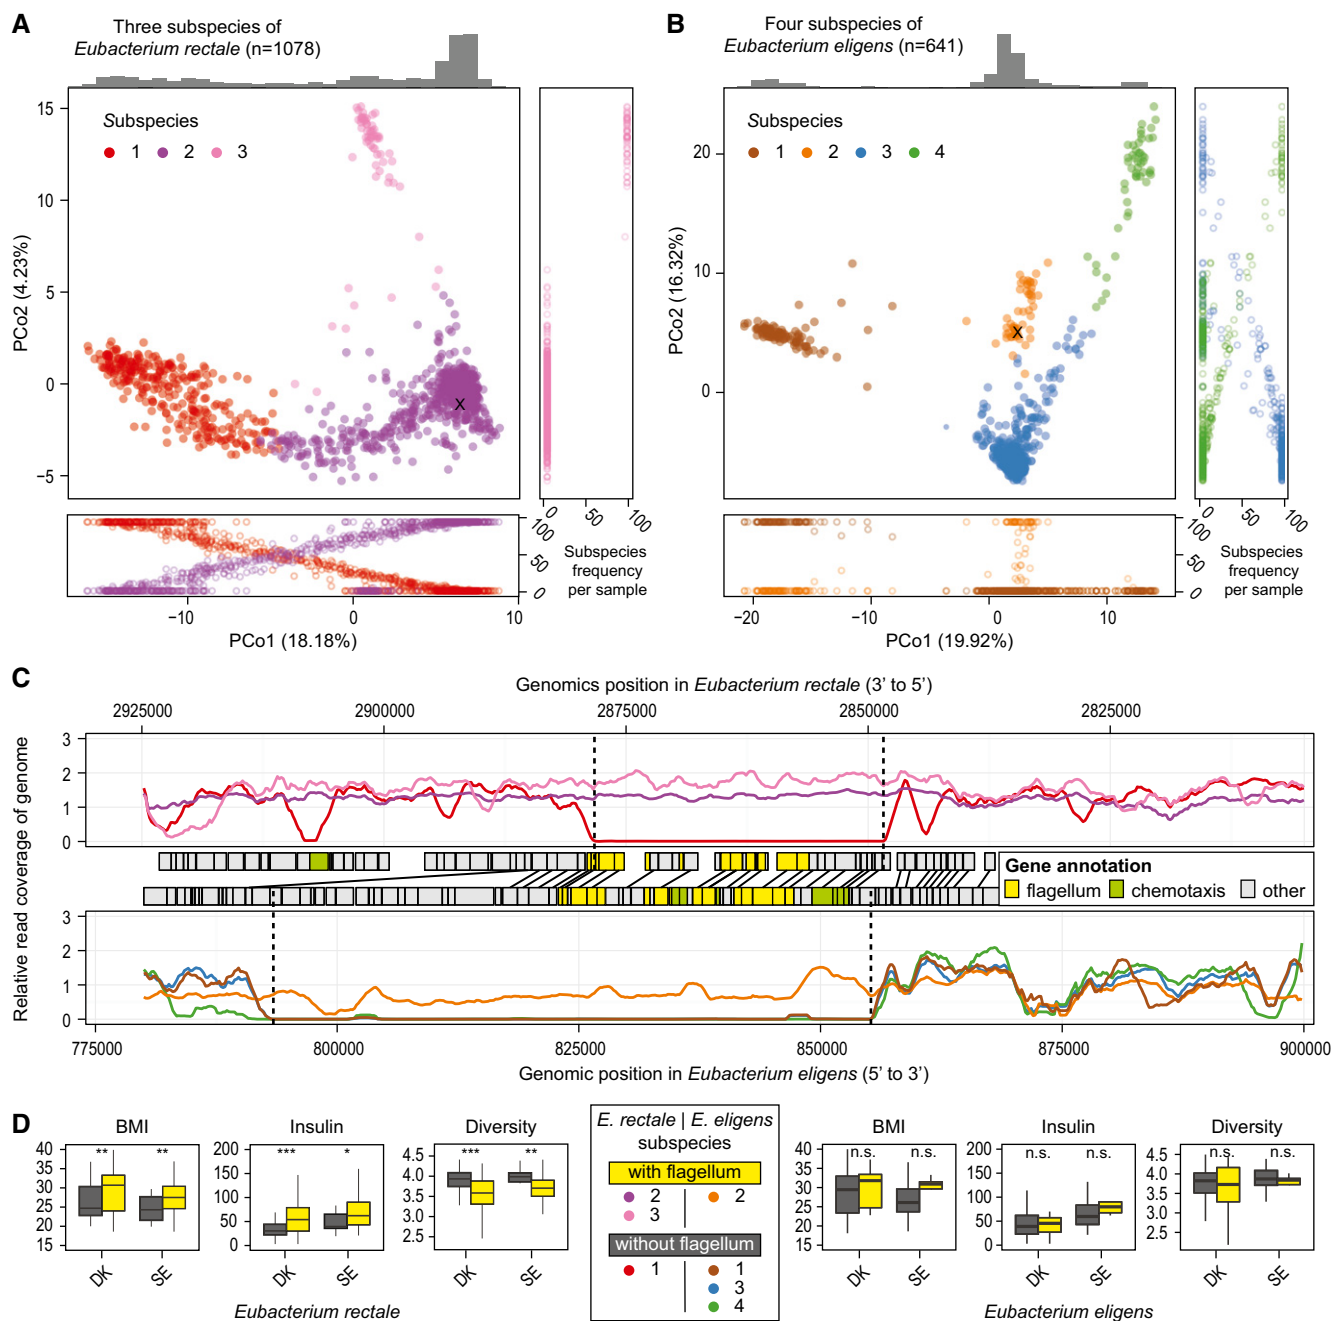 A
Three subspecies of
Eubacterium rectale (n=1078)
Subspecies
1 2 3
15
10
5
0
−5
PCo2 (4.23%)
0 50 100
100
50
0
Subspecies
frequency
per sample
−10 0 10
PCo1 (18.18%)
B
Four subspecies of
Eubacterium eligens (n=641)
Subspecies
1 2 3 4
20
10
0
PCo2 (16.32%)
X
X
0 50 100
100
50
0
Subspecies
frequency
per sample
−20 −10 0 10
PCo1 (19.92%)
C
Genomics position in Eubacterium rectale (3’ to 5’)
2925000 2900000 2875000 2850000 2825000
Relative read coverage of genome
3
2
1
0
Gene annotation
flagellum chemotaxis other
3
2
1
0
775000 800000 825000 850000 875000 900000
Genomic position in Eubacterium eligens (5’ to 3’)
D
BMI
40
35
30
25
20
15
** **
DK SE
Insulin
200
150
100
50
0
*** *
DK SE
Diversity
4.5
4.0
3.5
3.0
2.5
*** **
DK SE
Eubacterium rectale
E. rectale | E. eligens
subspecies
with flagellum
2 2
3
without flagellum
1 1
3
4
BMI
40
35
30
25
20
15
n.s. n.s.
DK SE
Insulin
200
150
100
50
0
n.s. n.s.
DK SE
Diversity
4.5
4.0
3.5
3.0
2.5
n.s. n.s.
DK SE
Eubacterium eligens